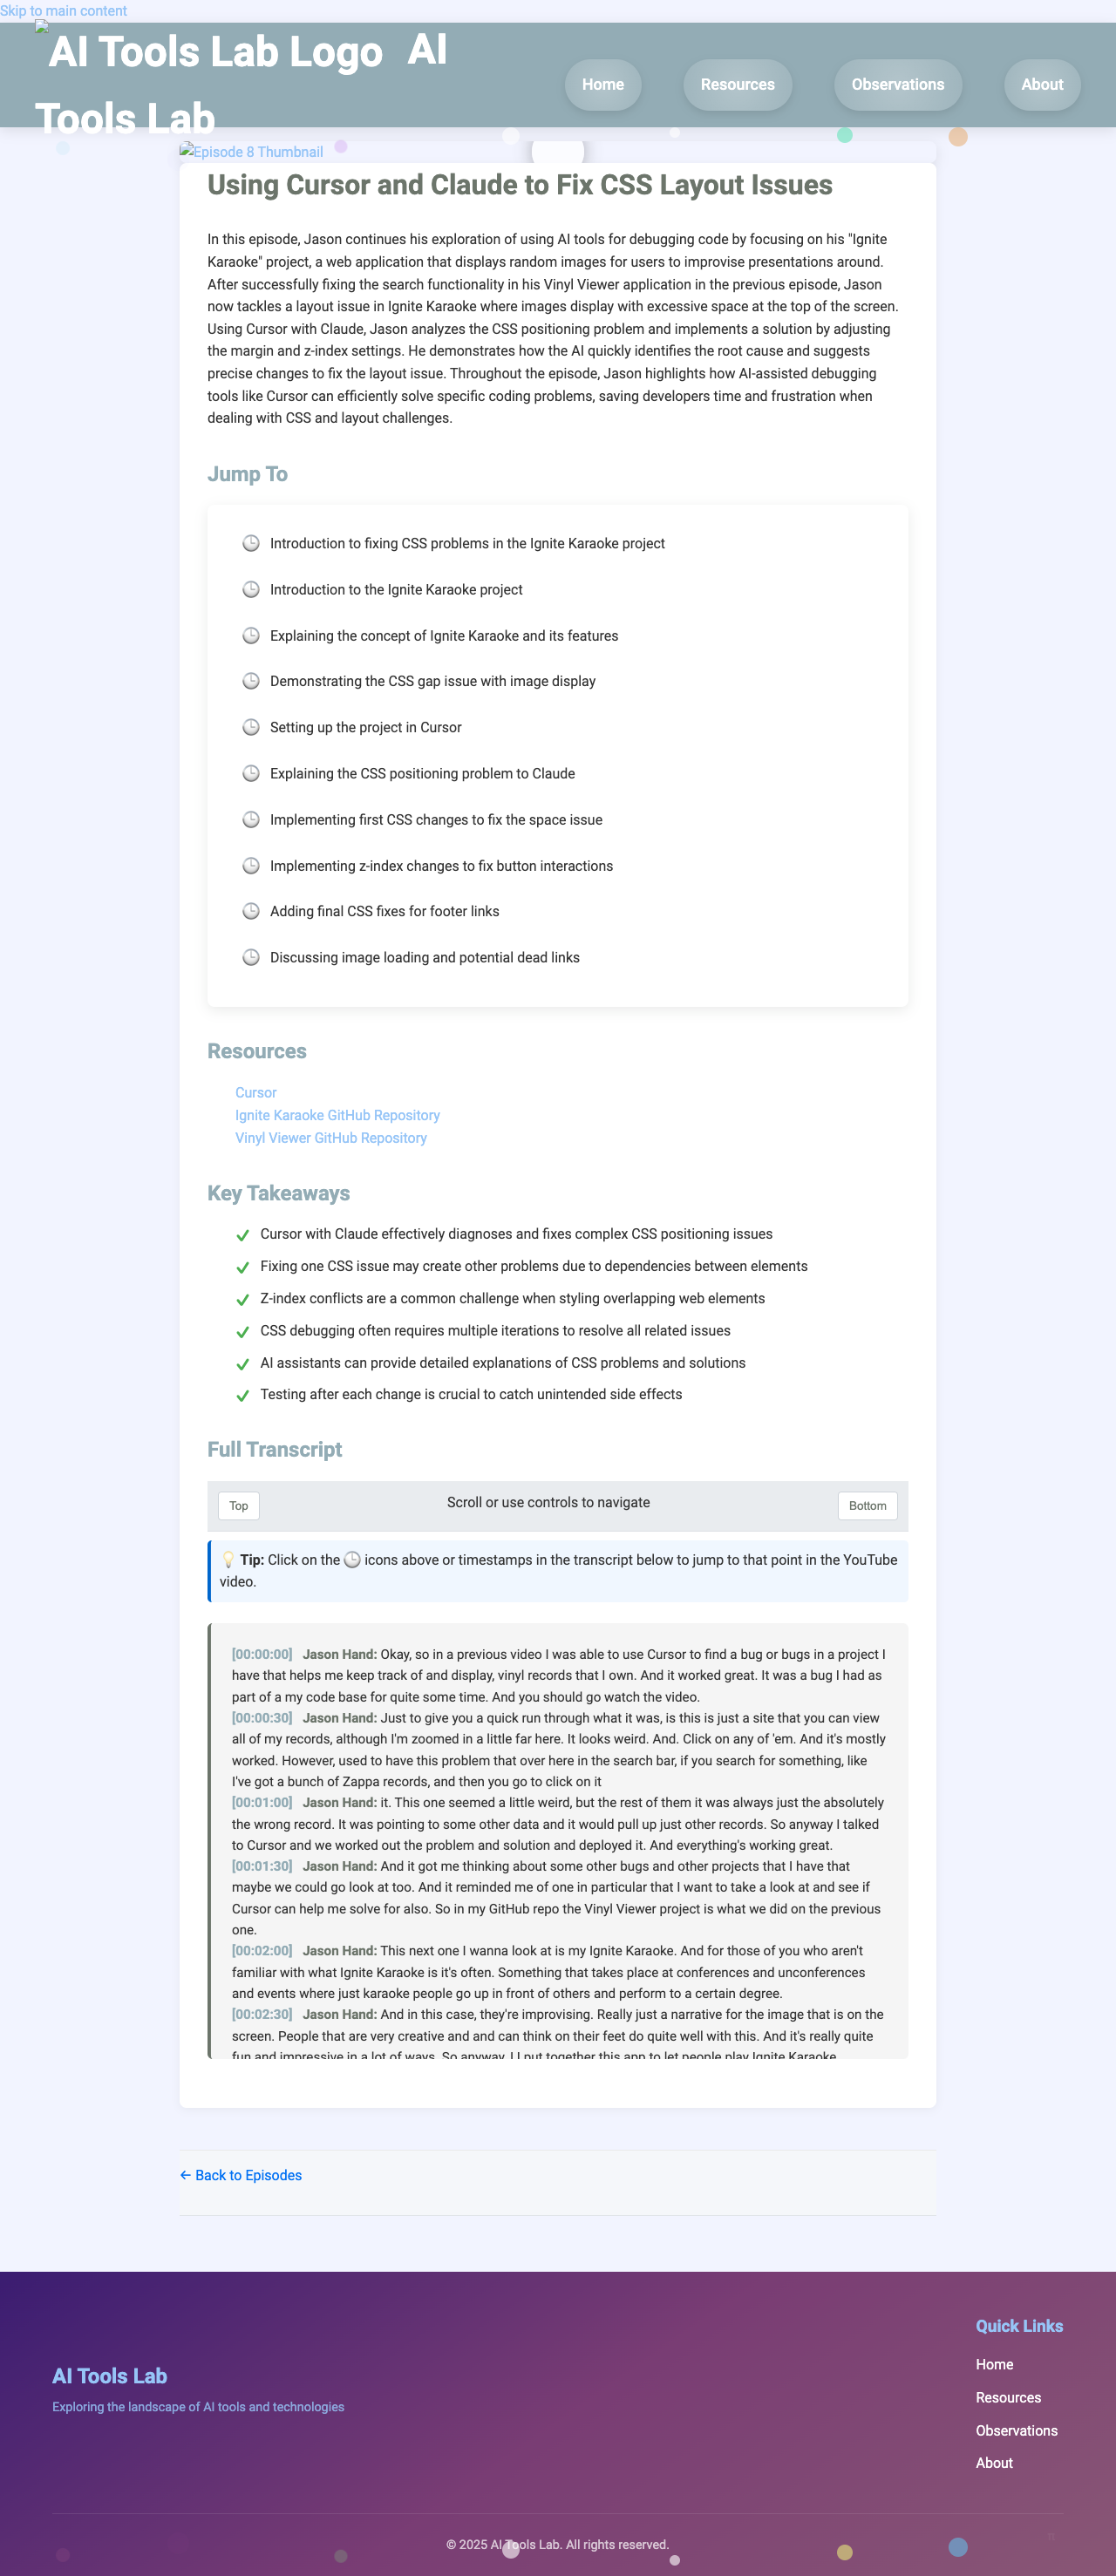 Skip to main content
AI Tools Lab Logo AI
Tools Lab
Home Resources Observations About
Episode 8 Thumbnail
Using Cursor and Claude to Fix CSS Layout Issues
In this episode, Jason continues his exploration of using AI tools for debugging code by focusing on his "Ignite
Karaoke" project, a web application that displays random images for users to improvise presentations around.
After successfully fixing the search functionality in his Vinyl Viewer application in the previous episode, Jason
now tackles a layout issue in Ignite Karaoke where images display with excessive space at the top of the screen.
Using Cursor with Claude, Jason analyzes the CSS positioning problem and implements a solution by adjusting
the margin and z-index settings. He demonstrates how the AI quickly identifies the root cause and suggests
precise changes to fix the layout issue. Throughout the episode, Jason highlights how AI-assisted debugging
tools like Cursor can efficiently solve specific coding problems, saving developers time and frustration when
dealing with CSS and layout challenges.
Jump To
Introduction to fixing CSS problems in the Ignite Karaoke project
Introduction to the Ignite Karaoke project
Explaining the concept of Ignite Karaoke and its features
Demonstrating the CSS gap issue with image display
Setting up the project in Cursor
Explaining the CSS positioning problem to Claude
Implementing first CSS changes to fix the space issue
Implementing z-index changes to fix button interactions
Adding final CSS fixes for footer links
Discussing image loading and potential dead links
Resources
Cursor
Ignite Karaoke GitHub Repository
Vinyl Viewer GitHub Repository
Key Takeaways
Cursor with Claude effectively diagnoses and fixes complex CSS positioning issues
Fixing one CSS issue may create other problems due to dependencies between elements
Z-index conflicts are a common challenge when styling overlapping web elements
CSS debugging often requires multiple iterations to resolve all related issues
AI assistants can provide detailed explanations of CSS problems and solutions
Testing after each change is crucial to catch unintended side effects
Full Transcript
Top Scroll or use controls to navigate Bottom
💡 Tip: Click on the 🕒 icons above or timestamps in the transcript below to jump to that point in the YouTube
video.
[00:00:00] Jason Hand: Okay, so in a previous video I was able to use Cursor to find a bug or bugs in a project I
have that helps me keep track of and display, vinyl records that I own. And it worked great. It was a bug I had as
part of a my code base for quite some time. And you should go watch the video.
[00:00:30] Jason Hand: Just to give you a quick run through what it was, is this is just a site that you can view
all of my records, although I'm zoomed in a little far here. It looks weird. And. Click on any of 'em. And it's mostly
worked. However, used to have this problem that over here in the search bar, if you search for something, like
I've got a bunch of Zappa records, and then you go to click on it
[00:01:00] Jason Hand: it. This one seemed a little weird, but the rest of them it was always just the absolutely
the wrong record. It was pointing to some other data and it would pull up just other records. So anyway I talked
to Cursor and we worked out the problem and solution and deployed it. And everything's working great.
[00:01:30] Jason Hand: And it got me thinking about some other bugs and other projects that I have that
maybe we could go look at too. And it reminded me of one in particular that I want to take a look at and see if
Cursor can help me solve for also. So in my GitHub repo the Vinyl Viewer project is what we did on the previous
one.
[00:02:00] Jason Hand: This next one I wanna look at is my Ignite Karaoke. And for those of you who aren't
familiar with what Ignite Karaoke is it's often. Something that takes place at conferences and unconferences
and events where just karaoke people go up in front of others and perform to a certain degree.
[00:02:30] Jason Hand: And in this case, they're improvising. Really just a narrative for the image that is on the
screen. People that are very creative and and can think on their feet do quite well with this. And it's really quite
fun and impressive in a lot of ways. So anyway, I I put together this app to let people play Ignite Karaoke
← Back to Episodes
AI Tools Lab
Exploring the landscape of AI tools and technologies
Quick Links
Home
Resources
Observations
About
© 2025 AI Tools Lab. All rights reserved.